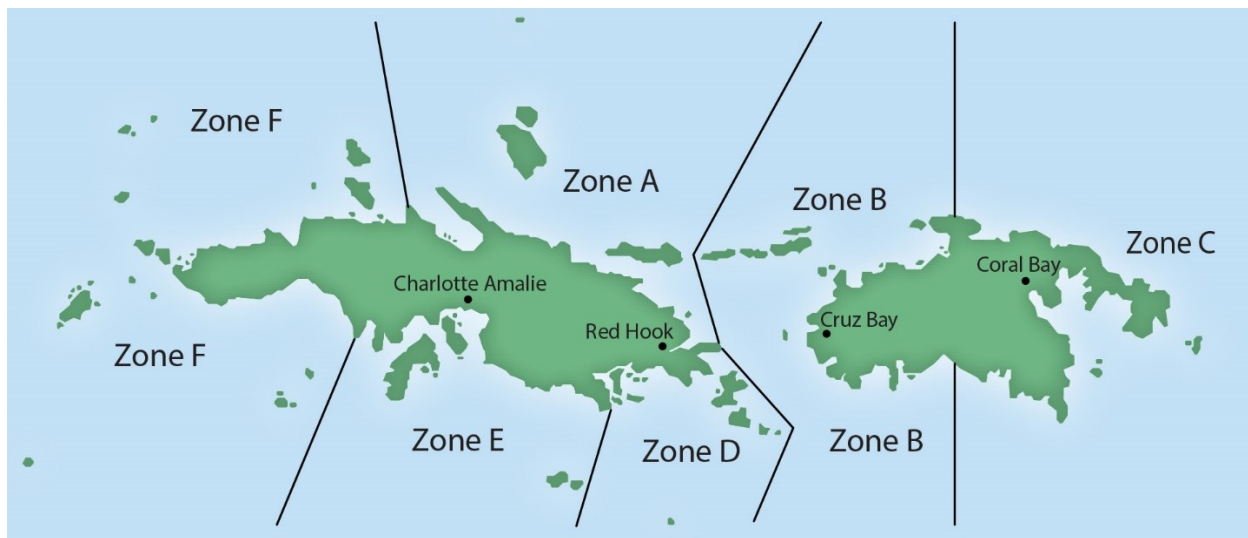 Zone F
Zone A
Zone B
Zone C
Coral Bay
Charlotte Amalie
Cruz Bay
Red Hook
Zone F
Zone E
Zone D
Zone B